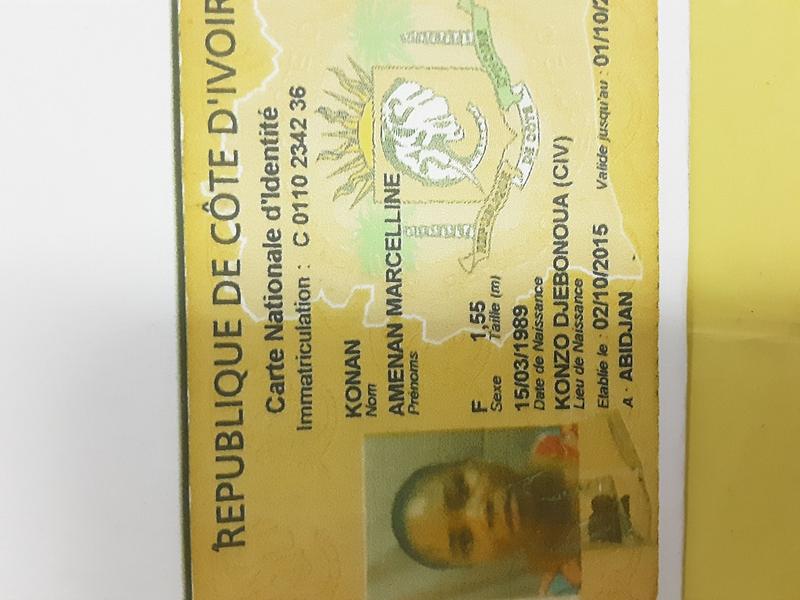 REPUBLIQUE DE CÔTE D'IVOIR
Carte Nationale d'Identité
Immatriculation : C 0110 2342 36
KONAN
Nom
AMENAN MARCELLINE
Prénoms
F 1,55
Sexe Taille (m)
15/03/1989
Date de Naissance
KONZO DJEBONOUA (CIV)
Lieu de Naissance
Etablie le : 02/10/2015 Valide jusqu'au : 01/10/2
A : ABIDJAN
DE CÔTE